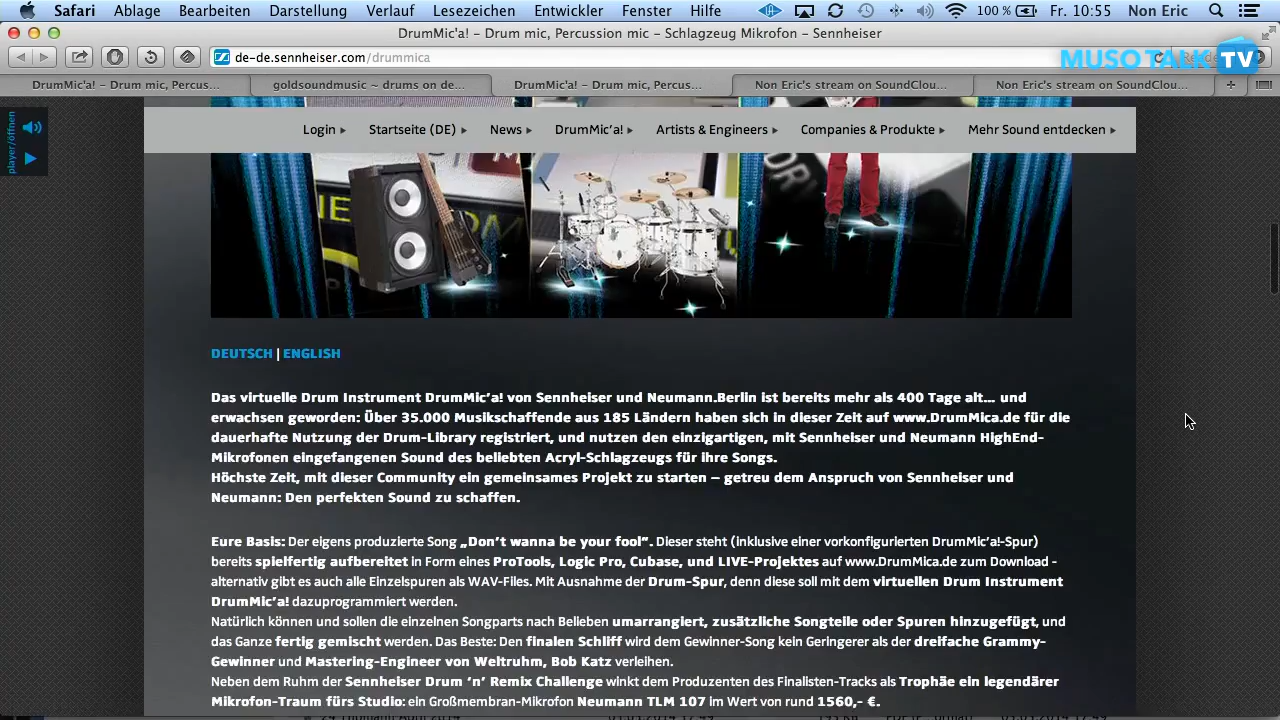 Safari Ablage Bearbeiten Darstellung Verlauf Lesezeichen Entwickler Fenster Hilfe 100 % Fr. 10:55 Non Eric
DrumMic'a! – Drum mic, Percussion mic – Schlagzeug Mikrofon – Sennheiser
de-de.sennheiser.com/drummica
MUSOTALK TV
DrumMic'a! – Drum mic, Percus... goldsoundmusic ~ drums on de... DrumMic'a! – Drum mic, Percus... Non Eric's stream on SoundClou... Non Eric's stream on SoundClou...
player/öffnen
Login Startseite (DE) News DrumMic'a! Artists & Engineers Companies & Produkte Mehr Sound entdecken
DEUTSCH | ENGLISH
Das virtuelle Drum Instrument DrumMic'a! von Sennheiser und Neumann.Berlin ist bereits mehr als 400 Tage alt... und
erwachsen geworden: Über 35.000 Musikschaffende aus 185 Ländern haben sich in dieser Zeit auf www.DrumMica.de für die
dauerhafte Nutzung der Drum-Library registriert, und nutzen den einzigartigen, mit Sennheiser und Neumann HighEnd-
Mikrofonen eingefangenen Sound des beliebten Acryl-Schlagzeugs für ihre Songs.
Höchste Zeit, mit dieser Community ein gemeinsames Projekt zu starten – getreu dem Anspruch von Sennheiser und
Neumann: Den perfekten Sound zu schaffen.
Eure Basis: Der eigens produzierte Song „Don't wanna be your fool". Dieser steht (inklusive einer vorkonfigurierten DrumMic'a!-Spur)
bereits spielfertig aufbereitet in Form eines ProTools, Logic Pro, Cubase, und LIVE-Projektes auf www.DrumMica.de zum Download -
alternativ gibt es auch alle Einzelspuren als WAV-Files. Mit Ausnahme der Drum-Spur, denn diese soll mit dem virtuellen Drum Instrument
DrumMic'a! dazuprogrammiert werden.
Natürlich können und sollen die einzelnen Songparts nach Belieben umarrangiert, zusätzliche Songteile oder Spuren hinzugefügt, und
das Ganze fertig gemischt werden. Das Beste: Den finalen Schliff wird dem Gewinner-Song kein Geringerer als der dreifache Grammy-
Gewinner und Mastering-Engineer von Weltruhm, Bob Katz verleihen.
Neben dem Ruhm der Sennheiser Drum 'n' Remix Challenge winkt dem Produzenten des Finalisten-Tracks als Trophäe ein legendärer
Mikrofon-Traum fürs Studio: ein Großmembran-Mikrofon Neumann TLM 107 im Wert von rund 1560,- €.